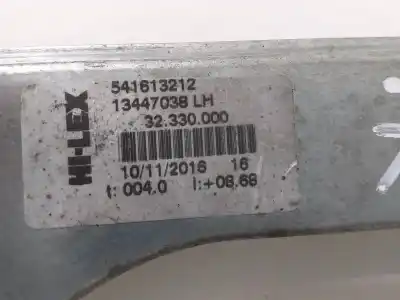 HI-LEX
541613212
13447038 LH
32.330.000
10/11/2016 16
t: 004.0 I:+08.68